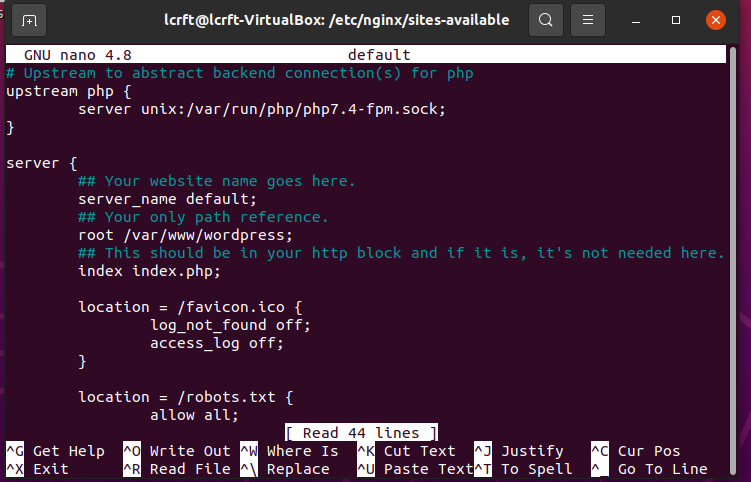 lcrft@lcrft-VirtualBox: /etc/nginx/sites-available
GNU nano 4.8 default
# Upstream to abstract backend connection(s) for php
upstream php {
server unix:/var/run/php/php7.4-fpm.sock;
}
server {
## Your website name goes here.
server_name default;
## Your only path reference.
root /var/www/wordpress;
## This should be in your http block and if it is, it's not needed here.
index index.php;
location = /favicon.ico {
log_not_found off;
access_log off;
}
location = /robots.txt {
allow all;
[ Read 44 lines ]
^G Get Help ^O Write Out ^W Where Is ^K Cut Text ^J Justify ^C Cur Pos
^X Exit ^R Read File ^\ Replace ^U Paste Text ^T To Spell ^_ Go To Line